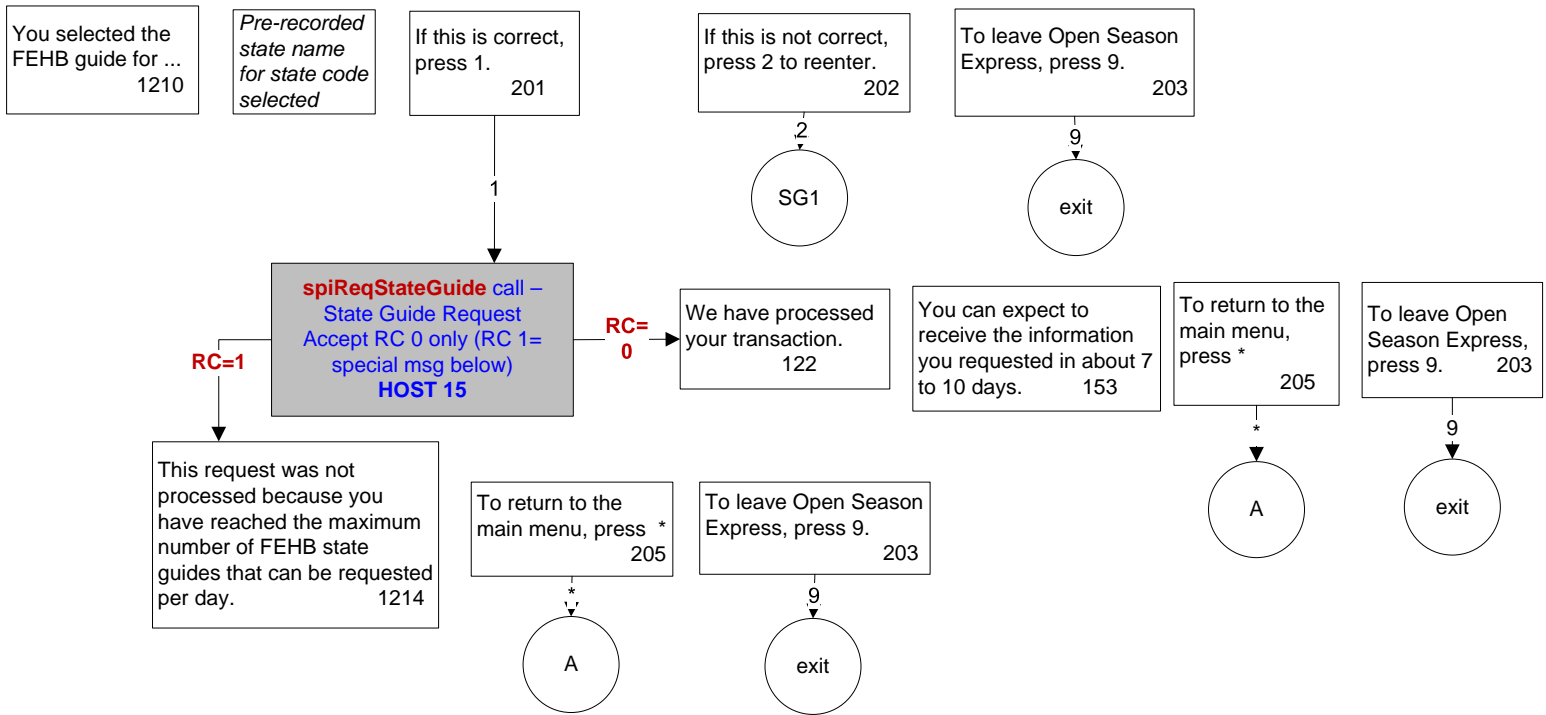 You selected the
FEHB guide for ...
1210
Pre-recorded
state name
for state code
selected
If this is correct,
press 1.
201
If this is not correct,
press 2 to reenter.
202
To leave Open Season
Express, press 9.
203
1
2
SG1
9
exit
spiReqStateGuide call –
State Guide Request
Accept RC 0 only (RC 1=
special msg below)
HOST 15
RC=1
RC=
0
We have processed
your transaction.
122
You can expect to
receive the information
you requested in about 7
to 10 days. 153
To return to the
main menu,
press *
205
To leave Open
Season Express,
press 9. 203
*
A
9
exit
This request was not
processed because you
have reached the maximum
number of FEHB state
guides that can be requested
per day. 1214
To return to the
main menu, press *
205
To leave Open Season
Express, press 9.
203
*
A
9
exit